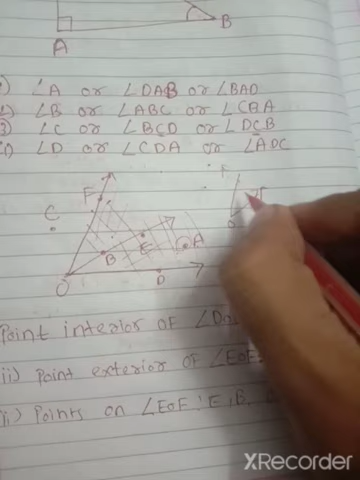 A B
∠A or ∠DAB or ∠BAD
∠B or ∠ABC or ∠CBA
3) ∠C or ∠BCD or ∠DCB
∠D or ∠CDA or ∠ADC
F
F
C
E
A
B
O
D
O
Point interior of
ii) Point exterior of ∠EOF
Points on ∠EOF: E, B,
XRecorder